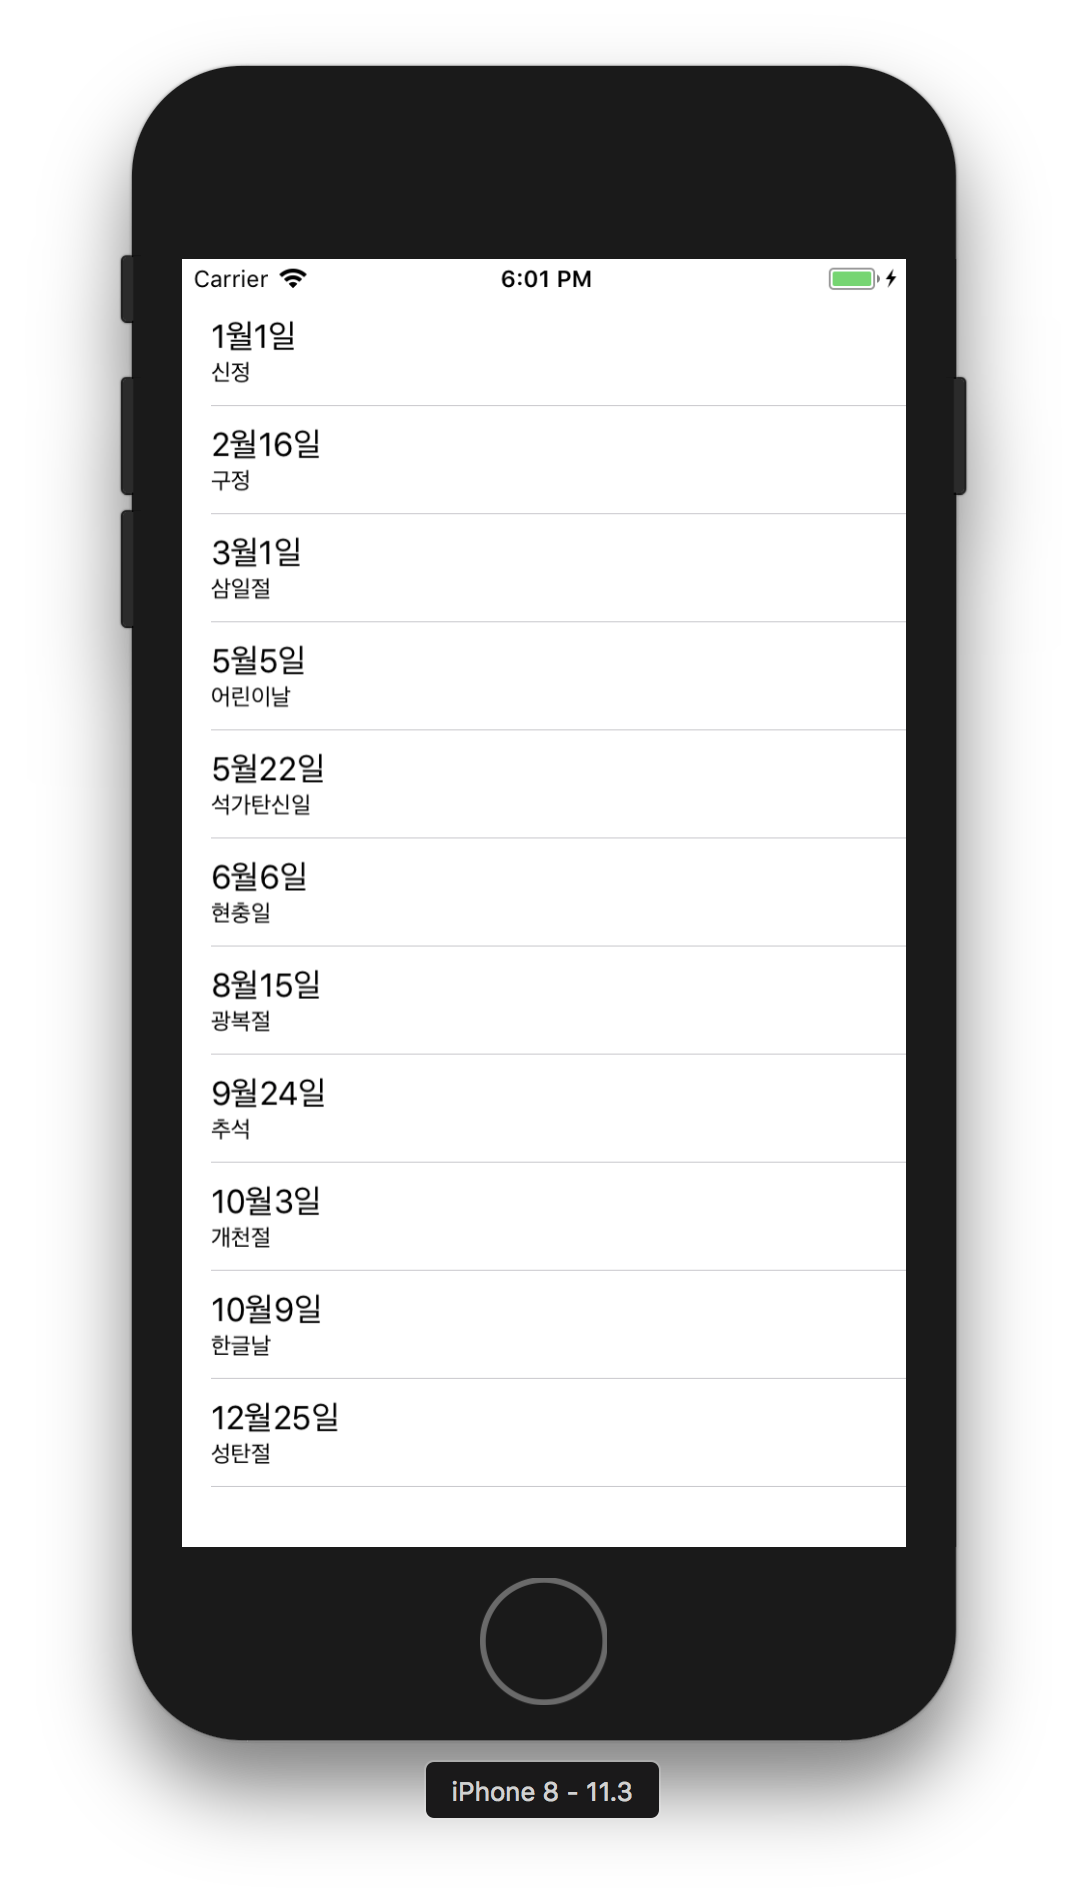 Carrier 6:01 PM
1월1일
신정
2월16일
구정
3월1일
삼일절
5월5일
어린이날
5월22일
석가탄신일
6월6일
현충일
8월15일
광복절
9월24일
추석
10월3일
개천절
10월9일
한글날
12월25일
성탄절
iPhone 8 - 11.3